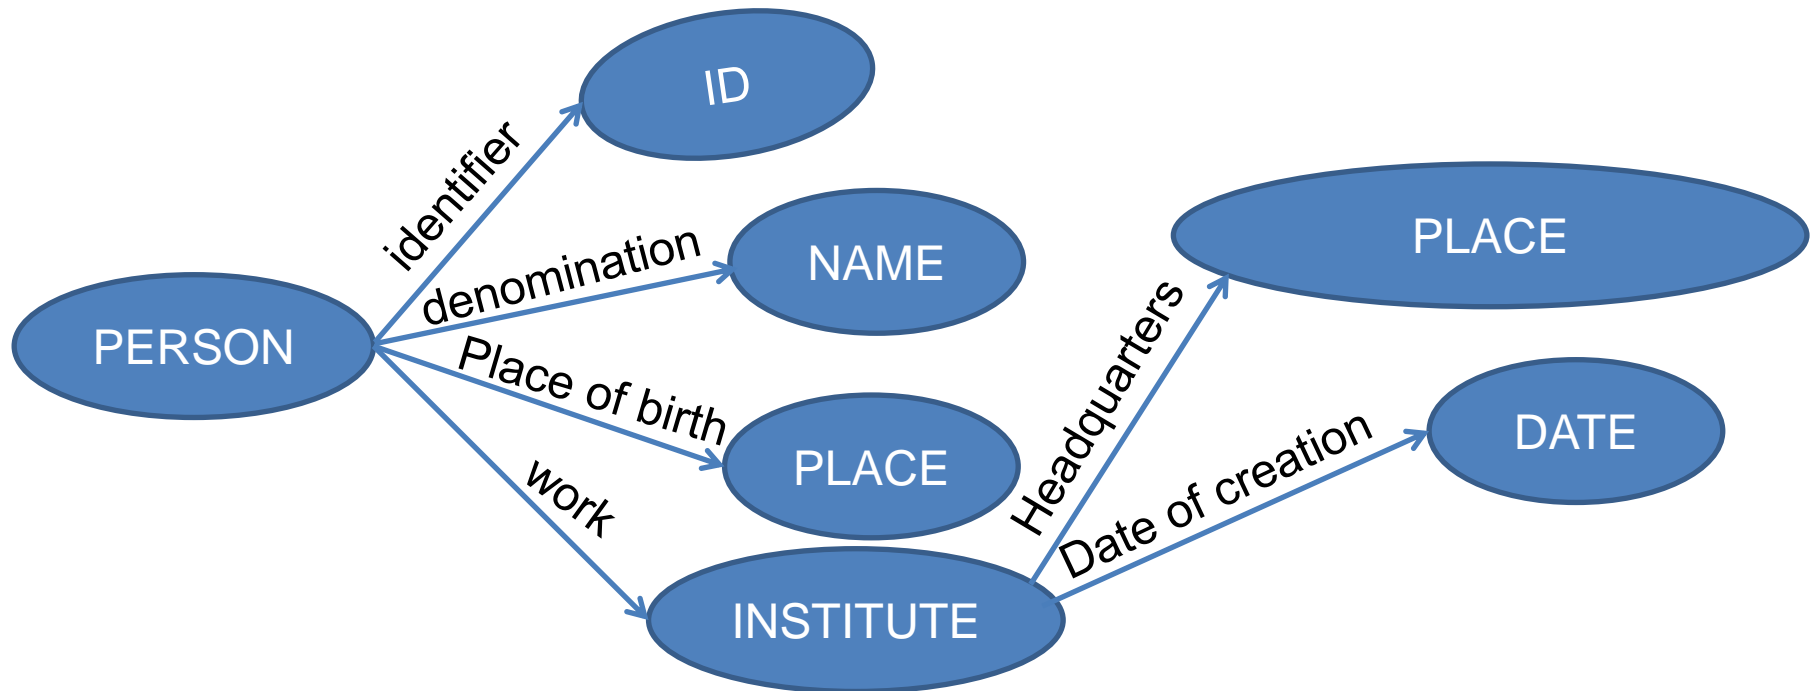 ID
identifier
PLACE
NAME
denomination
PERSON
Headquarters
Place of birth
DATE
Date of creation
PLACE
work
INSTITUTE